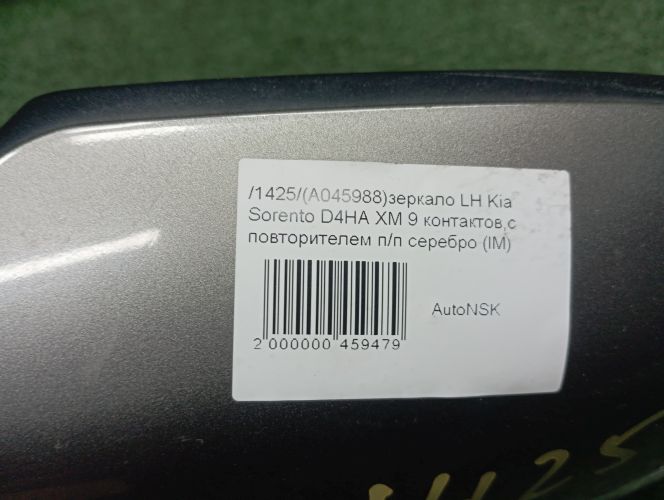 /1425/(A045988)зеркало LH Kia
Sorento D4HA XM 9 контактов,с
повторителем п/п серебро (IM)
AutoNSK
2 000000 459479